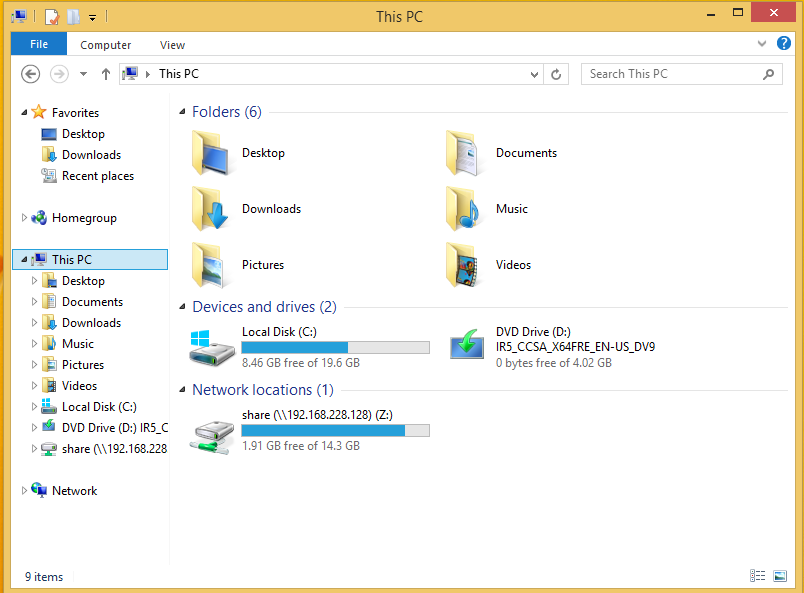 This PC
File Computer View
This PC
Search This PC
Favorites
Desktop
Downloads
Recent places
Homegroup
This PC
Desktop
Documents
Downloads
Music
Pictures
Videos
Local Disk (C:)
DVD Drive (D:) IR5_C
share (\\192.168.228
Network
Folders (6)
Desktop
Documents
Downloads
Music
Pictures
Videos
Devices and drives (2)
Local Disk (C:)
8.46 GB free of 19.6 GB
DVD Drive (D:)
IR5_CCSA_X64FRE_EN-US_DV9
0 bytes free of 4.02 GB
Network locations (1)
share (\\192.168.228.128) (Z:)
1.91 GB free of 14.3 GB
9 items